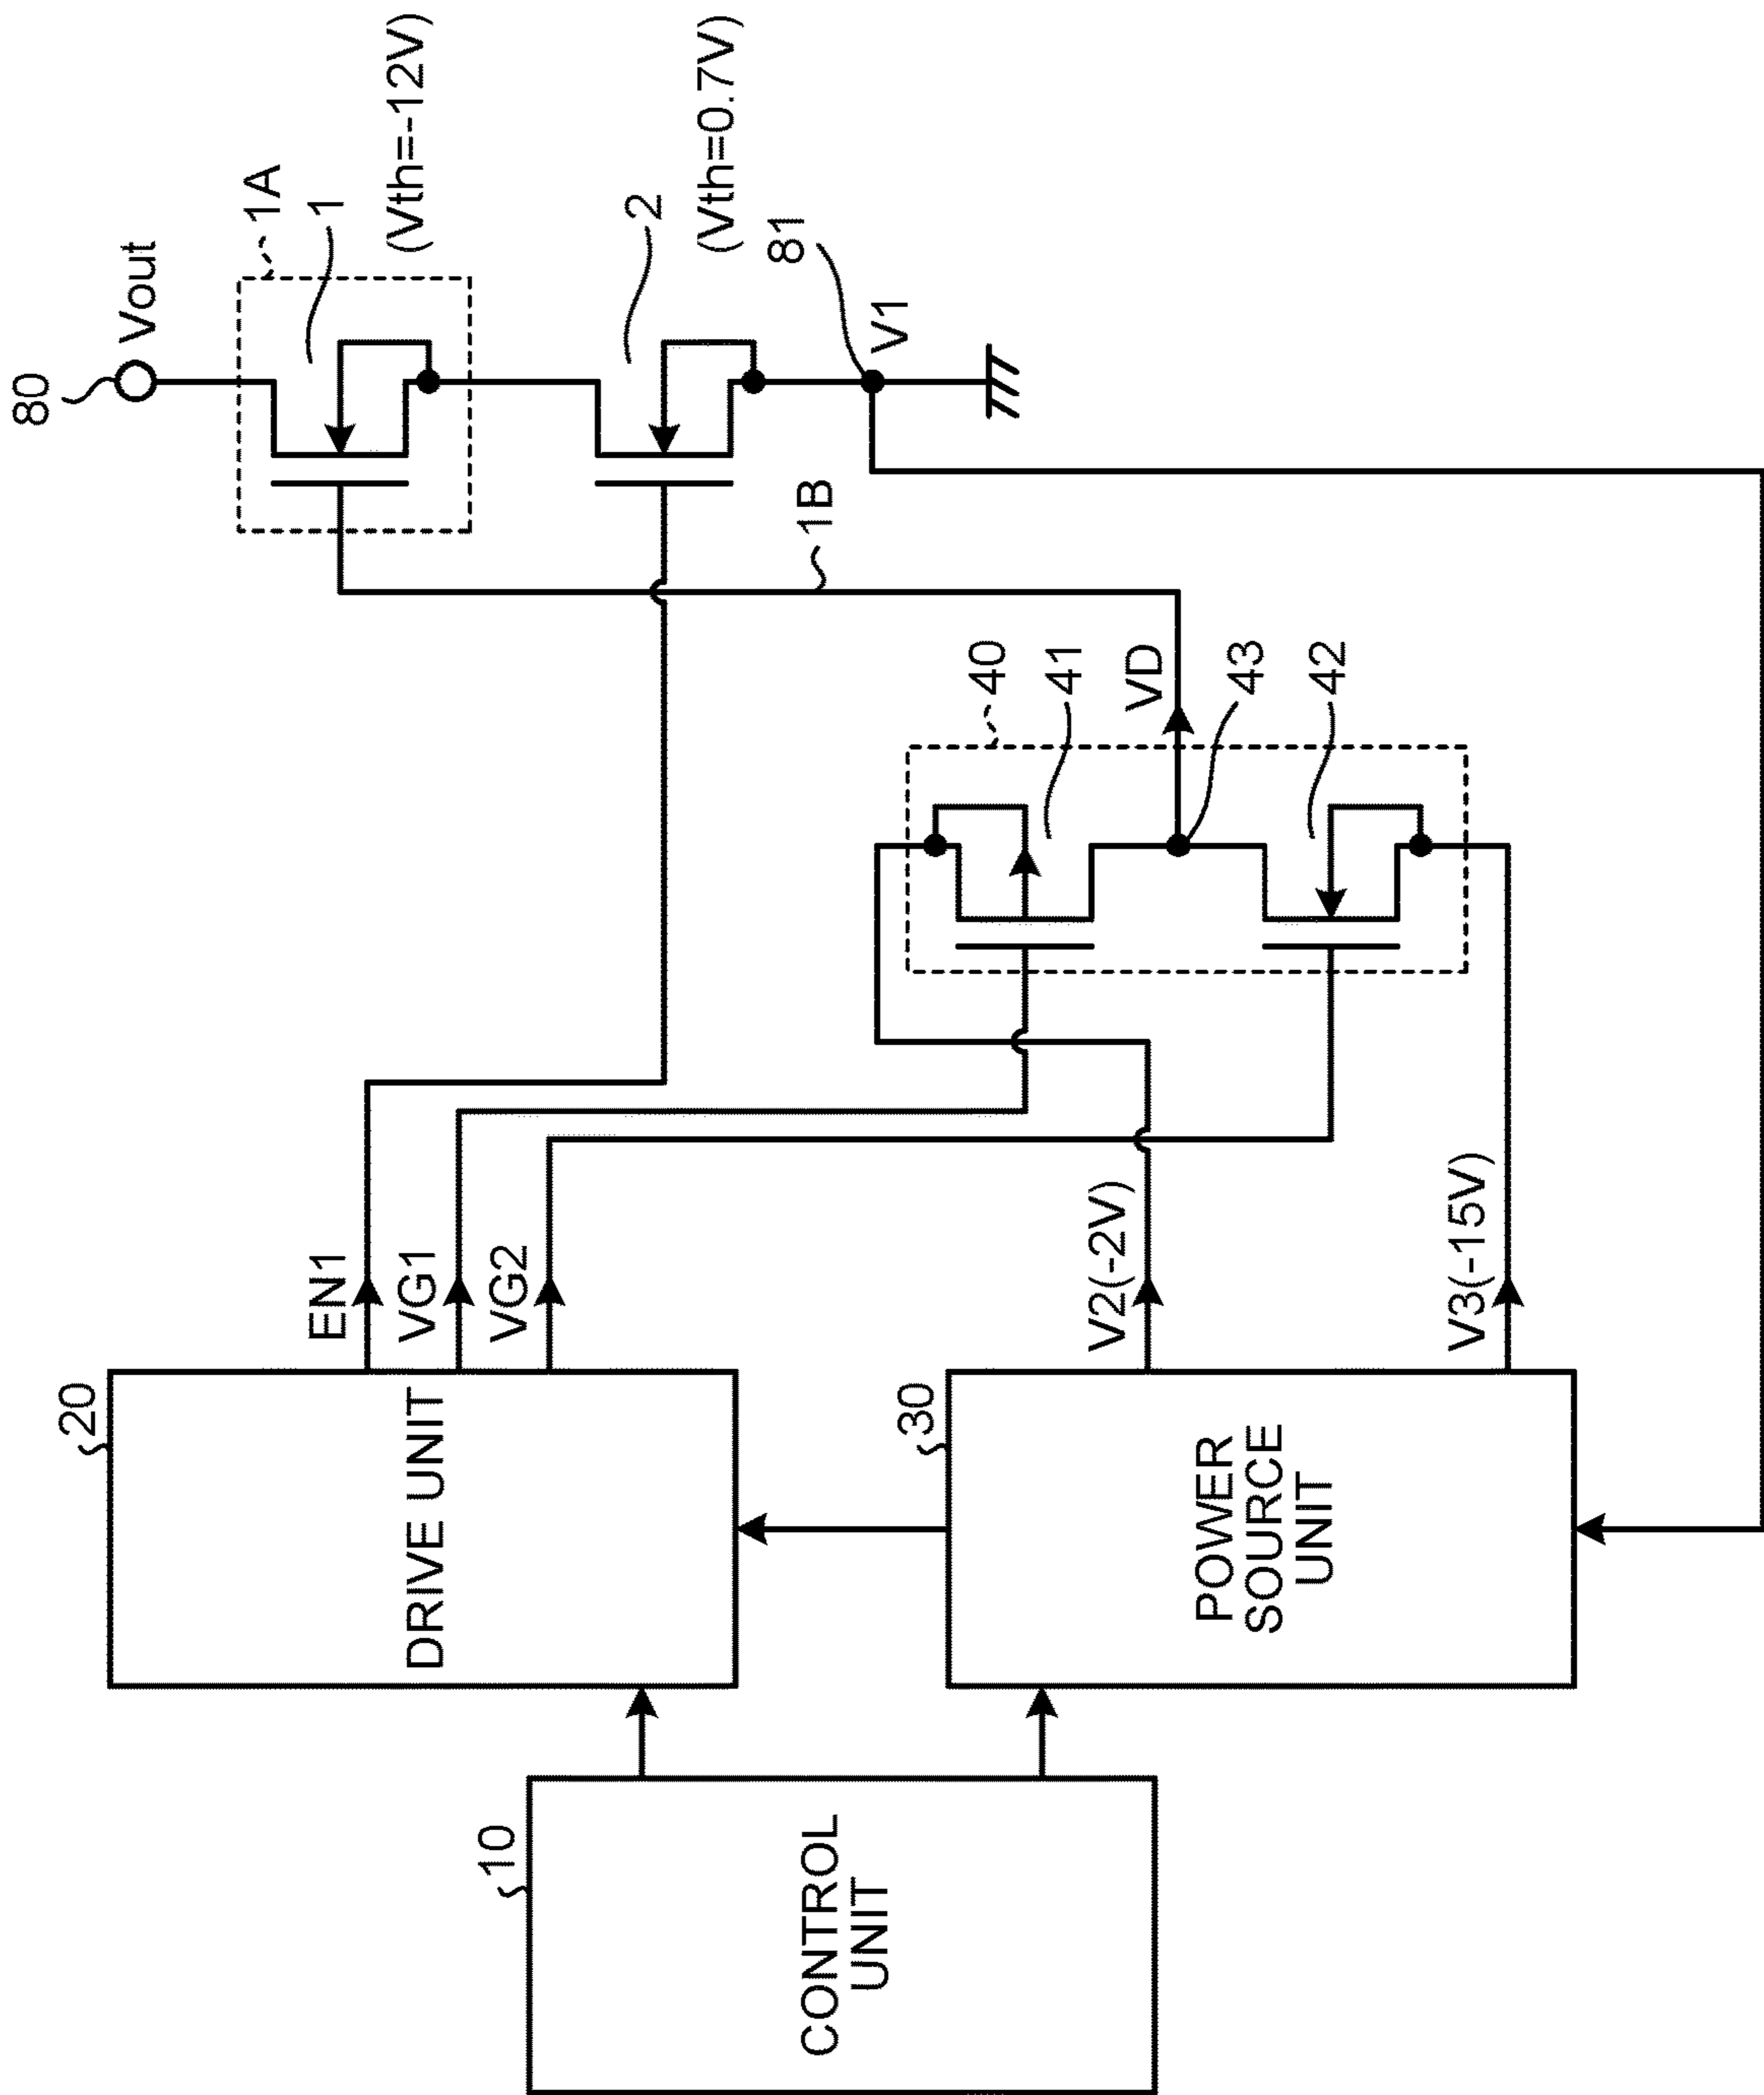 10
CONTROL
UNIT
20
DRIVE UNIT
30
POWER
SOURCE
UNIT
EN1
VG1
VG2
V2(-2V)
V3(-15V)
40
41
VD
43
42
1B
80
Vout
1A
1
(Vth=-12V)
2
(Vth=0.7V)
81
V1